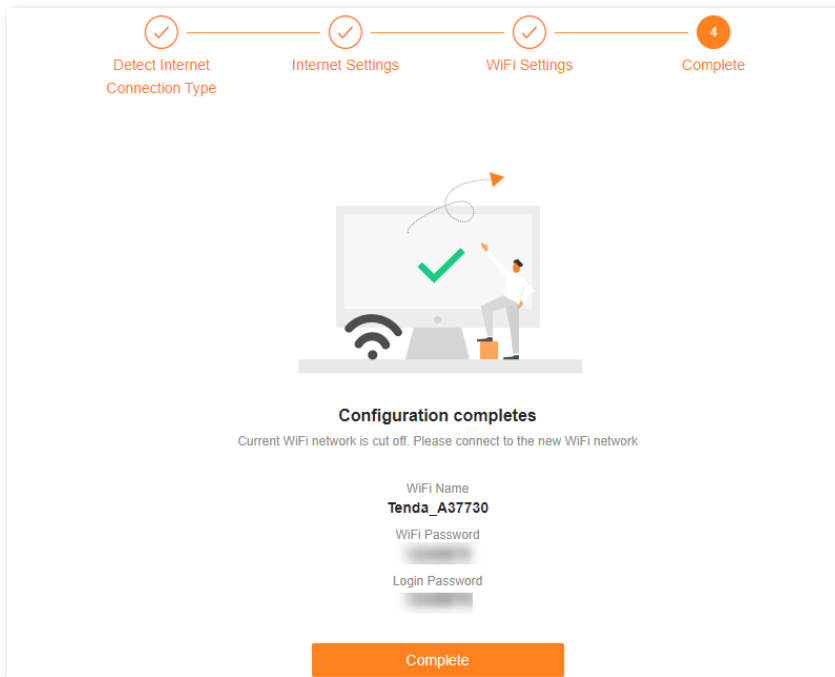 4
Detect Internet
Connection Type
Internet Settings
WiFi Settings
Complete
Configuration completes
Current WiFi network is cut off. Please connect to the new WiFi network
WiFi Name
Tenda_A37730
WiFi Password
Login Password
Complete